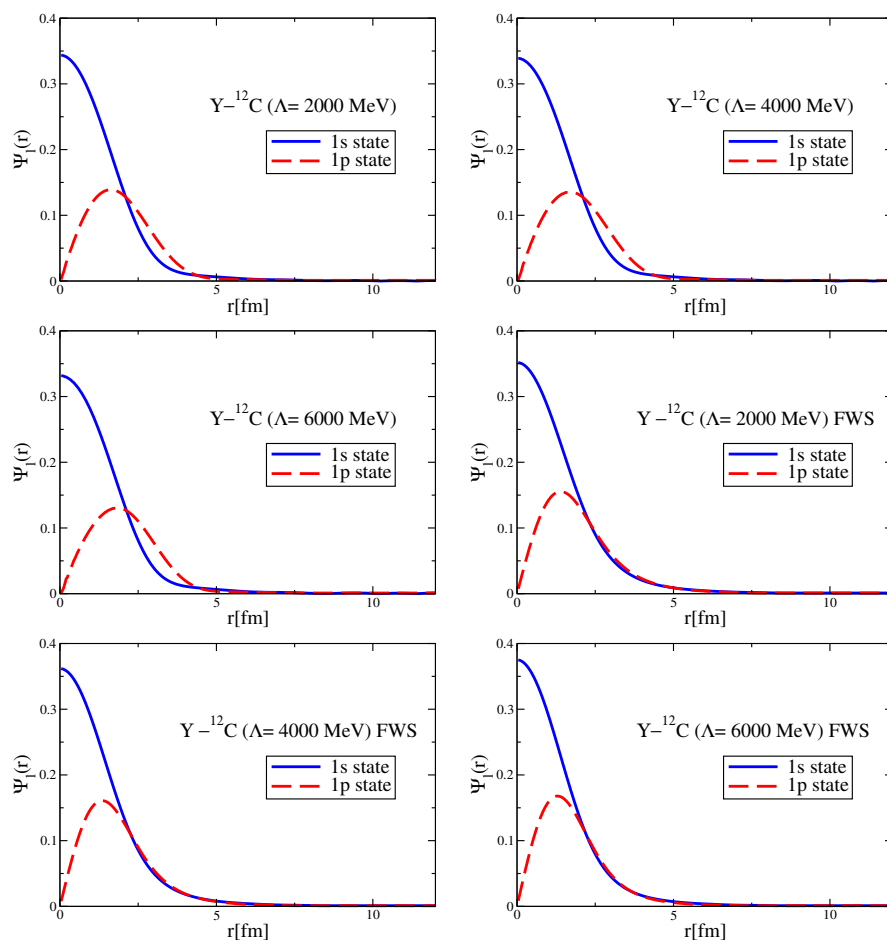 0.4
0.3
0.2
0.1
0
Ψ_l(r)
Y−^12C (Λ= 2000 MeV)
1s state
1p state
0 5 10
r[fm]
0.4
0.3
0.2
0.1
0
Ψ_l(r)
Y−^12C (Λ= 4000 MeV)
1s state
1p state
0 5 10
r[fm]
0.4
0.3
0.2
0.1
0
Ψ_l(r)
Y−^12C (Λ= 6000 MeV)
1s state
1p state
0 5 10
r[fm]
0.4
0.3
0.2
0.1
0
Ψ_l(r)
Y −^12C (Λ= 2000 MeV) FWS
1s state
1p state
0 5 10
r[fm]
0.4
0.3
0.2
0.1
0
Ψ_l(r)
Y −^12C (Λ= 4000 MeV) FWS
1s state
1p state
0 5 10
r[fm]
0.4
0.3
0.2
0.1
0
Ψ_l(r)
Y −^12C (Λ= 6000 MeV) FWS
1s state
1p state
0 5 10
r[fm]